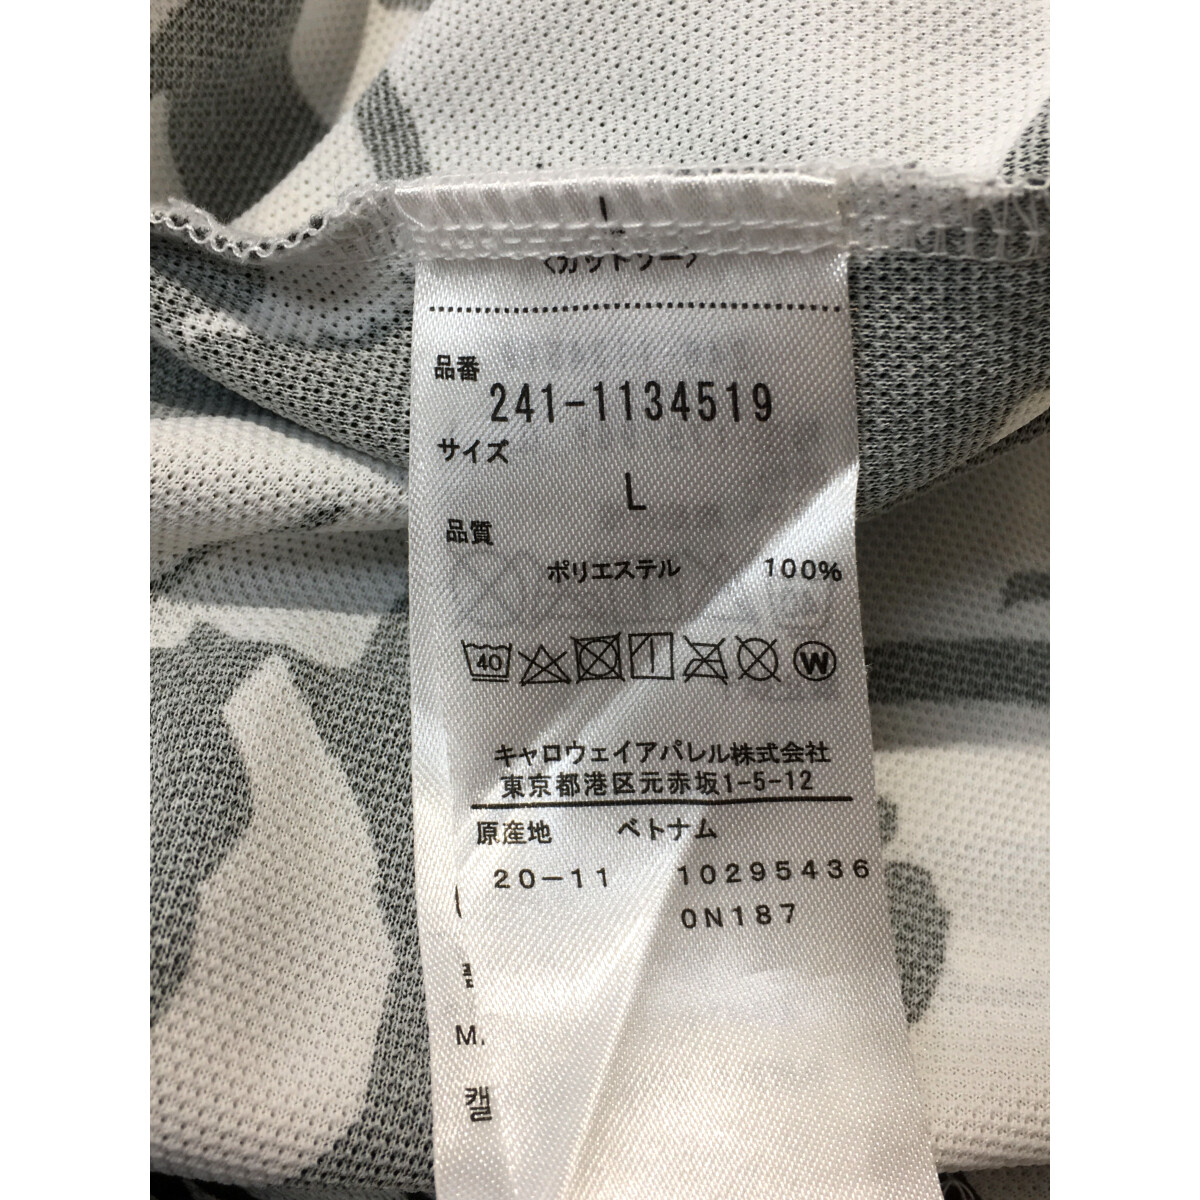 〈カットソー〉
品番
241-1134519
サイズ
L
品質
ポリエステル 100%
40
W
キャロウェイアパレル株式会社
東京都港区元赤坂1-5-12
原産地 ベトナム
20-11 10295436
0N187
M.
캘